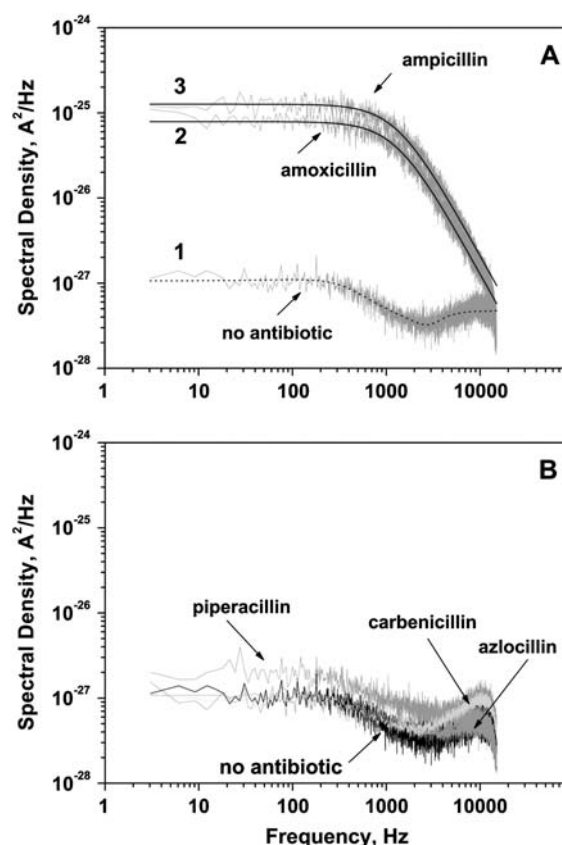 A
10⁻²⁴
10⁻²⁵
10⁻²⁶
10⁻²⁷
10⁻²⁸
Spectral Density, A²/Hz
3
2
1
ampicillin
amoxicillin
no antibiotic
1 10 100 1000 10000
B
10⁻²⁴
10⁻²⁵
10⁻²⁶
10⁻²⁷
10⁻²⁸
Spectral Density, A²/Hz
piperacillin
carbenicillin
azlocillin
no antibiotic
1 10 100 1000 10000
Frequency, Hz